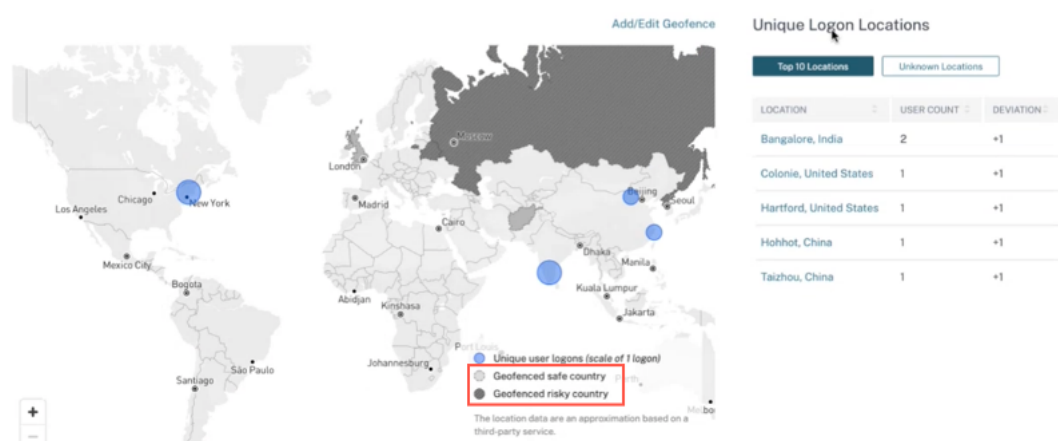 Add/Edit Geofence
Unique Logon Locations
Top 10 Locations
Unknown Locations
LOCATION USER COUNT DEVIATION
Bangalore, India 2 +1
Colonie, United States 1 +1
Hartford, United States 1 +1
Hohhot, China 1 +1
Taizhou, China 1 +1
Moscow
London
Chicago
New York
Los Angeles
Madrid
Beijing
Seoul
Cairo
Mexico City
Dhaka
Manila
Bogota
Abidjan
Kinshasa
Kuala Lumpur
Jakarta
Port Louis
Johannesburg
São Paulo
Santiago
Perth
Unique user logons (scale of 1 logon)
Geofenced safe country
Geofenced risky country
The location data are an approximation based on a
third-party service.
+
−